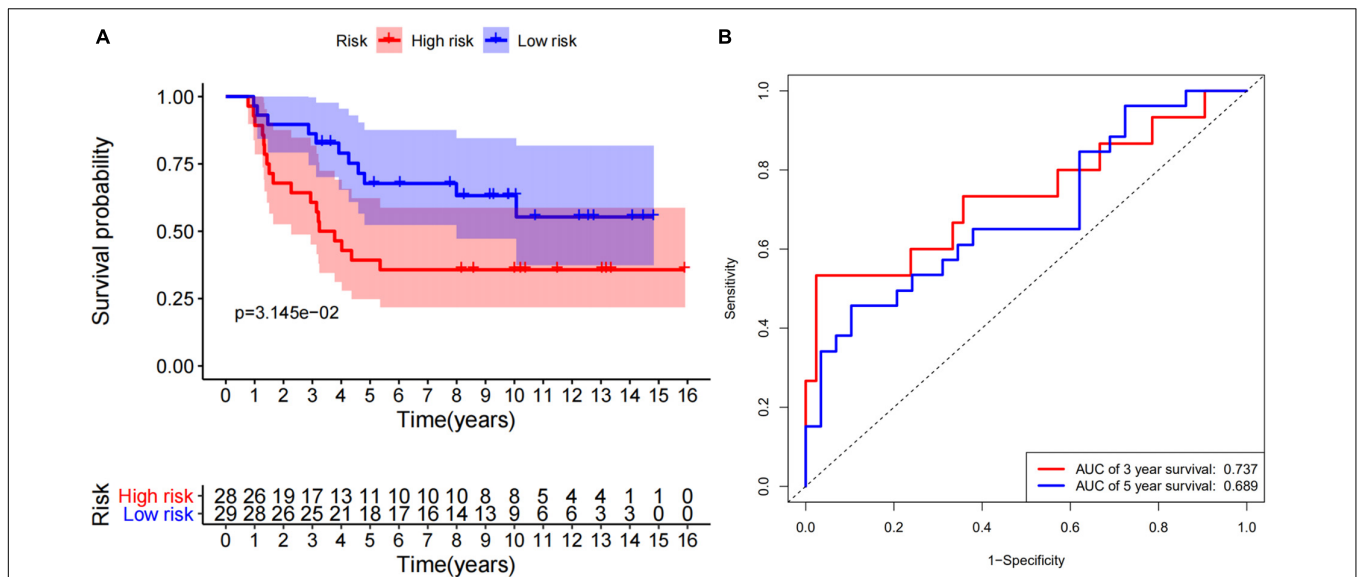 A
Risk High risk Low risk
Survival probability
1.00
0.75
0.50
0.25
0.00
p=3.145e−02
0 1 2 3 4 5 6 7 8 9 10 11 12 13 14 15 16
Time(years)
Risk
High risk 28 26 19 17 13 11 10 10 10 8 8 5 4 4 1 1 0
Low risk 29 28 26 25 21 18 17 16 14 13 9 6 6 3 3 0 0
0 1 2 3 4 5 6 7 8 9 10 11 12 13 14 15 16
Time(years)
B
Sensitivity
1.0
0.8
0.6
0.4
0.2
0.0
AUC of 3 year survival: 0.737
AUC of 5 year survival: 0.689
0.0 0.2 0.4 0.6 0.8 1.0
1−Specificity